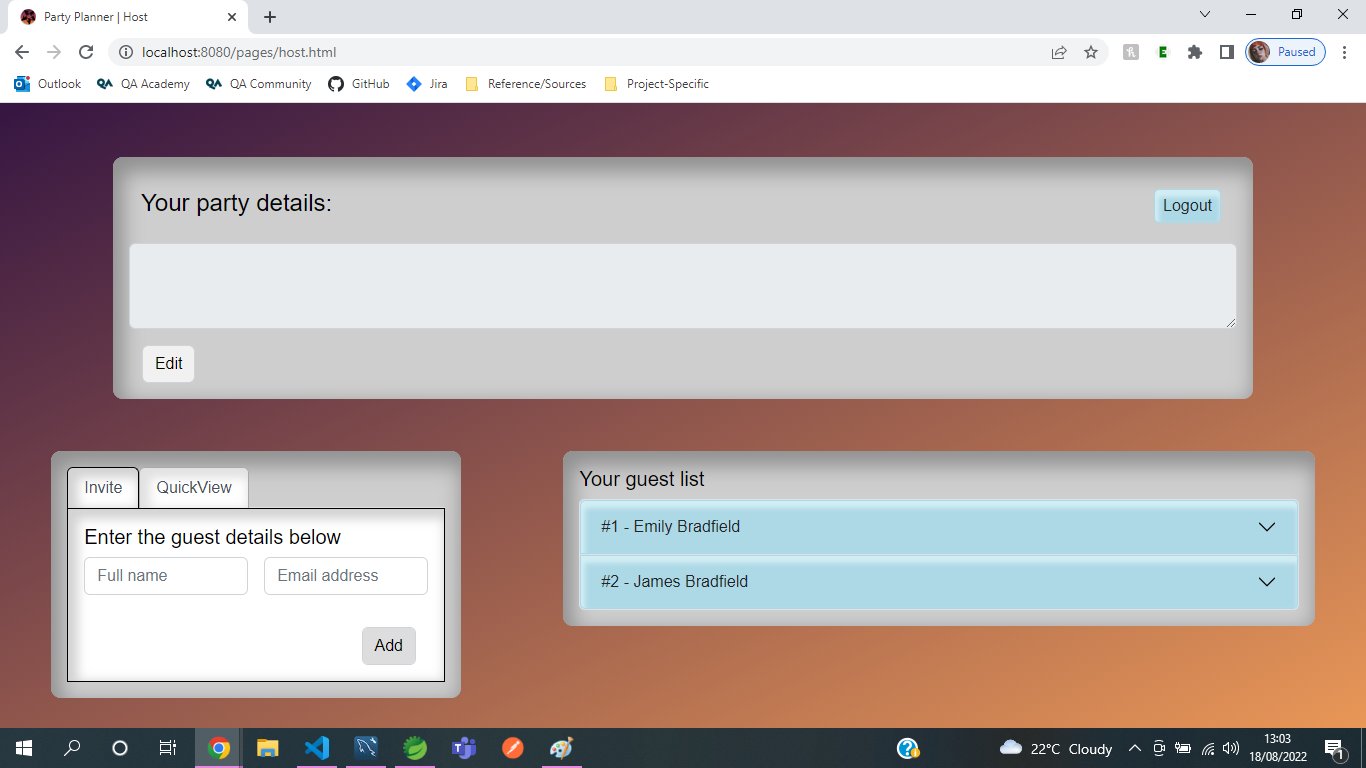 Party Planner | Host
localhost:8080/pages/host.html
Paused
Outlook QA Academy QA Community GitHub Jira Reference/Sources Project-Specific
Your party details:
Logout
Edit
Invite QuickView
Enter the guest details below
Full name Email address
Add
Your guest list
#1 - Emily Bradfield
#2 - James Bradfield
22°C Cloudy
13:03
18/08/2022
1